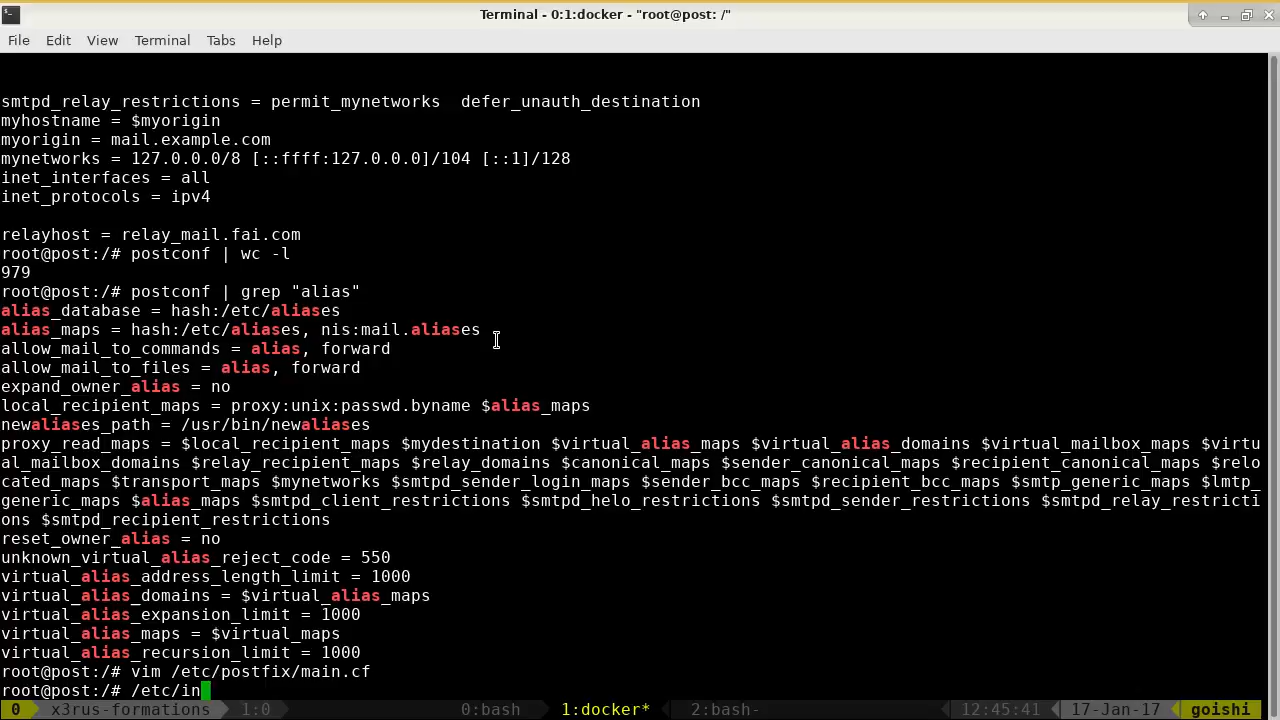 Terminal - 0:1:docker - "root@post: /"
File Edit View Terminal Tabs Help
smtpd_relay_restrictions = permit_mynetworks  defer_unauth_destination
myhostname = $myorigin
myorigin = mail.example.com
mynetworks = 127.0.0.0/8 [::ffff:127.0.0.0]/104 [::1]/128
inet_interfaces = all
inet_protocols = ipv4
relayhost = relay_mail.fai.com
root@post:/# postconf | wc -l
979
root@post:/# postconf | grep "alias"
alias_database = hash:/etc/aliases
alias_maps = hash:/etc/aliases, nis:mail.aliases
allow_mail_to_commands = alias, forward
allow_mail_to_files = alias, forward
expand_owner_alias = no
local_recipient_maps = proxy:unix:passwd.byname $alias_maps
newaliases_path = /usr/bin/newaliases
proxy_read_maps = $local_recipient_maps $mydestination $virtual_alias_maps $virtual_alias_domains $virtual_mailbox_maps $virtu
al_mailbox_domains $relay_recipient_maps $relay_domains $canonical_maps $sender_canonical_maps $recipient_canonical_maps $relo
cated_maps $transport_maps $mynetworks $smtpd_sender_login_maps $sender_bcc_maps $recipient_bcc_maps $smtp_generic_maps $lmtp_
generic_maps $alias_maps $smtpd_client_restrictions $smtpd_helo_restrictions $smtpd_sender_restrictions $smtpd_relay_restricti
ons $smtpd_recipient_restrictions
reset_owner_alias = no
unknown_virtual_alias_reject_code = 550
virtual_alias_address_length_limit = 1000
virtual_alias_domains = $virtual_alias_maps
virtual_alias_expansion_limit = 1000
virtual_alias_maps = $virtual_maps
virtual_alias_recursion_limit = 1000
root@post:/# vim /etc/postfix/main.cf
root@post:/# /etc/in
0 x3rus-formations 1:0 0:bash 1:docker* 2:bash- 12:45:41 17-Jan-17 goishi